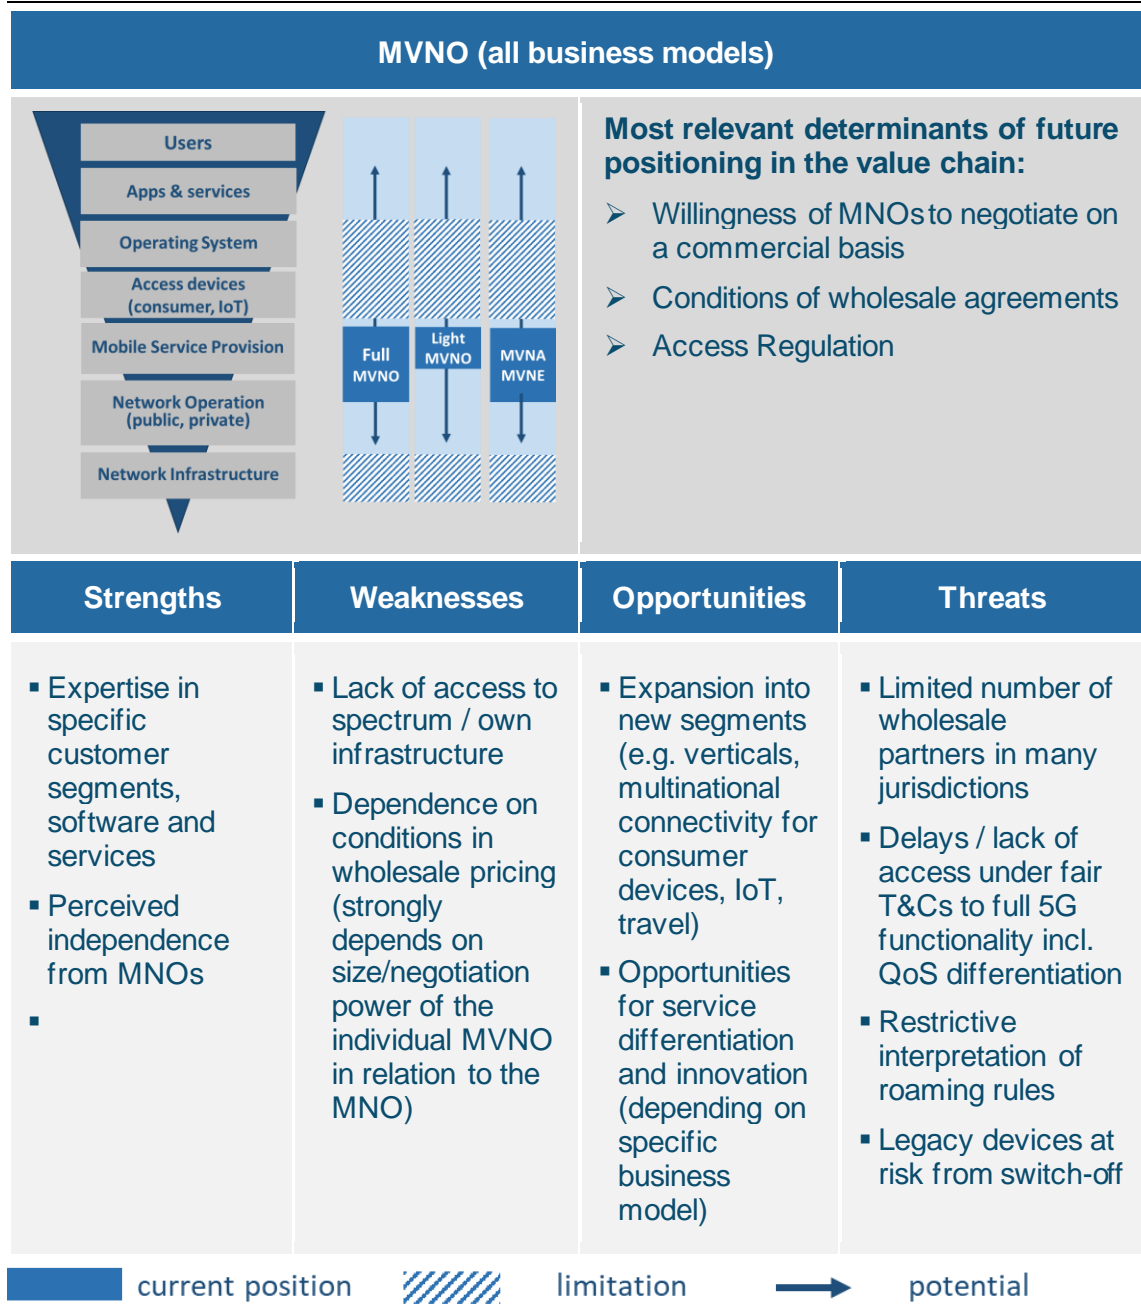 MVNO (all business models)
Users
Apps & services
Operating System
Access devices
(consumer, IoT)
Mobile Service Provision
Network Operation
(public, private)
Network Infrastructure
Full
MVNO
Light
MVNO
MVNA
MVNE
Most relevant determinants of future
positioning in the value chain:
➢ Willingness of MNOs to negotiate on
a commercial basis
➢ Conditions of wholesale agreements
➢ Access Regulation
Strengths
▪ Expertise in
specific
customer
segments,
software and
services
▪ Perceived
independence
from MNOs
▪
Weaknesses
▪ Lack of access to
spectrum / own
infrastructure
▪ Dependence on
conditions in
wholesale pricing
(strongly
depends on
size/negotiation
power of the
individual MVNO
in relation to the
MNO)
Opportunities
▪ Expansion into
new segments
(e.g. verticals,
multinational
connectivity for
consumer
devices, IoT,
travel)
▪ Opportunities
for service
differentiation
and innovation
(depending on
specific
business
model)
Threats
▪ Limited number of
wholesale
partners in many
jurisdictions
▪ Delays / lack of
access under fair
T&Cs to full 5G
functionality incl.
QoS differentiation
▪ Restrictive
interpretation of
roaming rules
▪ Legacy devices at
risk from switch-off
current position
limitation
potential